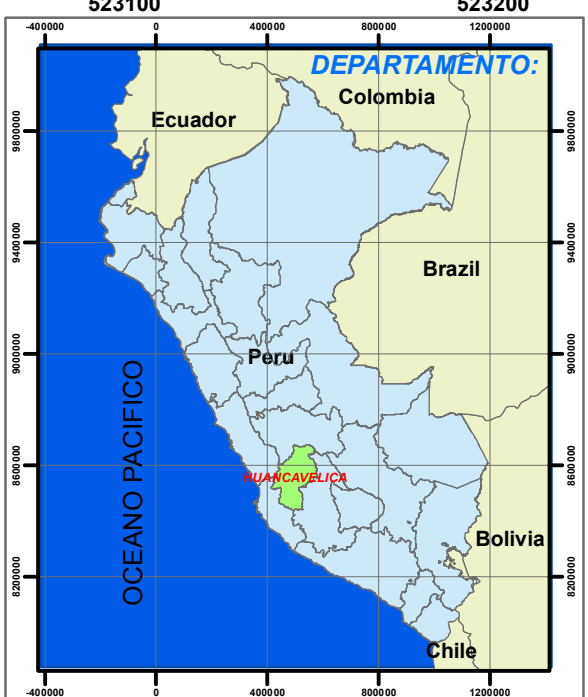 523100 523200
-400000 0 400000 800000 1200000
DEPARTAMENTO:
Colombia
Ecuador
9800000 9800000
9400000 9400000
Brazil
9000000 9000000
Peru
OCEANO PACIFICO
8600000 8600000
HUANCAVELICA
Bolivia
8200000 8200000
Chile
-400000 0 400000 800000 1200000